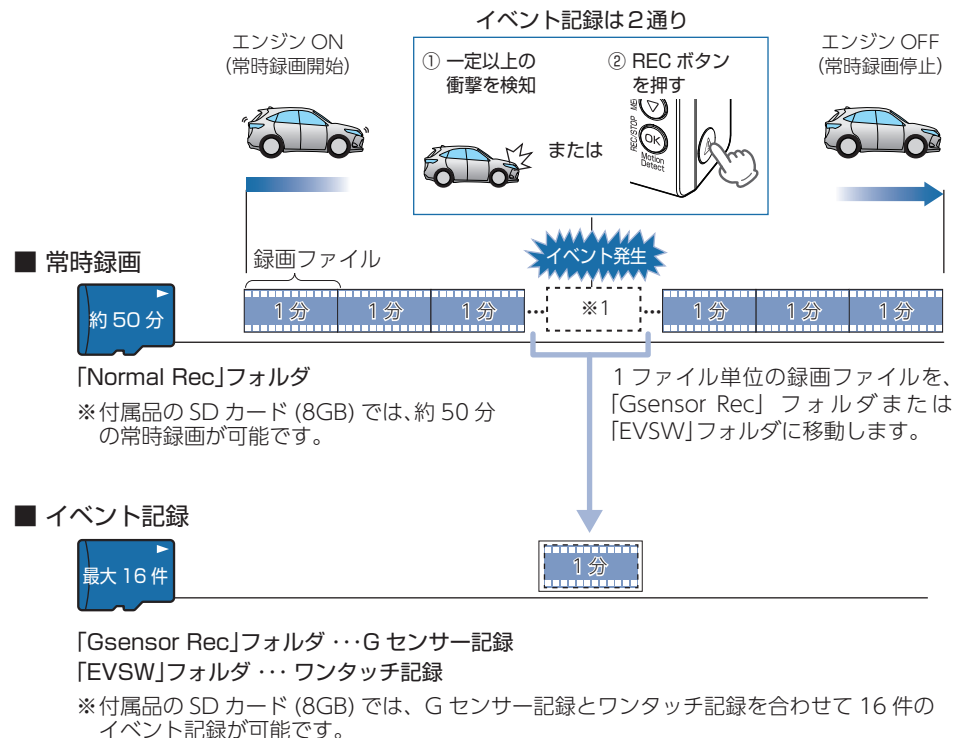 イベント記録は２通り
エンジン ON
(常時録画開始)
① 一定以上の
衝撃を検知
または
② REC ボタン
を押す
MEN
REC/STOP
OK
Motion
Detect
エンジン OFF
(常時録画停止)
イベント発生
■ 常時録画
録画ファイル
約 50 分
1 分 1 分 1 分 … ※1 … 1 分 1 分 1 分
「Normal Rec」フォルダ
※付属品の SD カード (8GB) では、約 50 分
の常時録画が可能です。
1 ファイル単位の録画ファイルを、
「Gsensor Rec」フォルダまたは
「EVSW」フォルダに移動します。
■ イベント記録
最大 16 件
1 分
「Gsensor Rec」フォルダ ･･･G センサー記録
「EVSW」フォルダ ･･･ ワンタッチ記録
※付属品の SD カード (8GB) では、G センサー記録とワンタッチ記録を合わせて 16 件の
イベント記録が可能です。